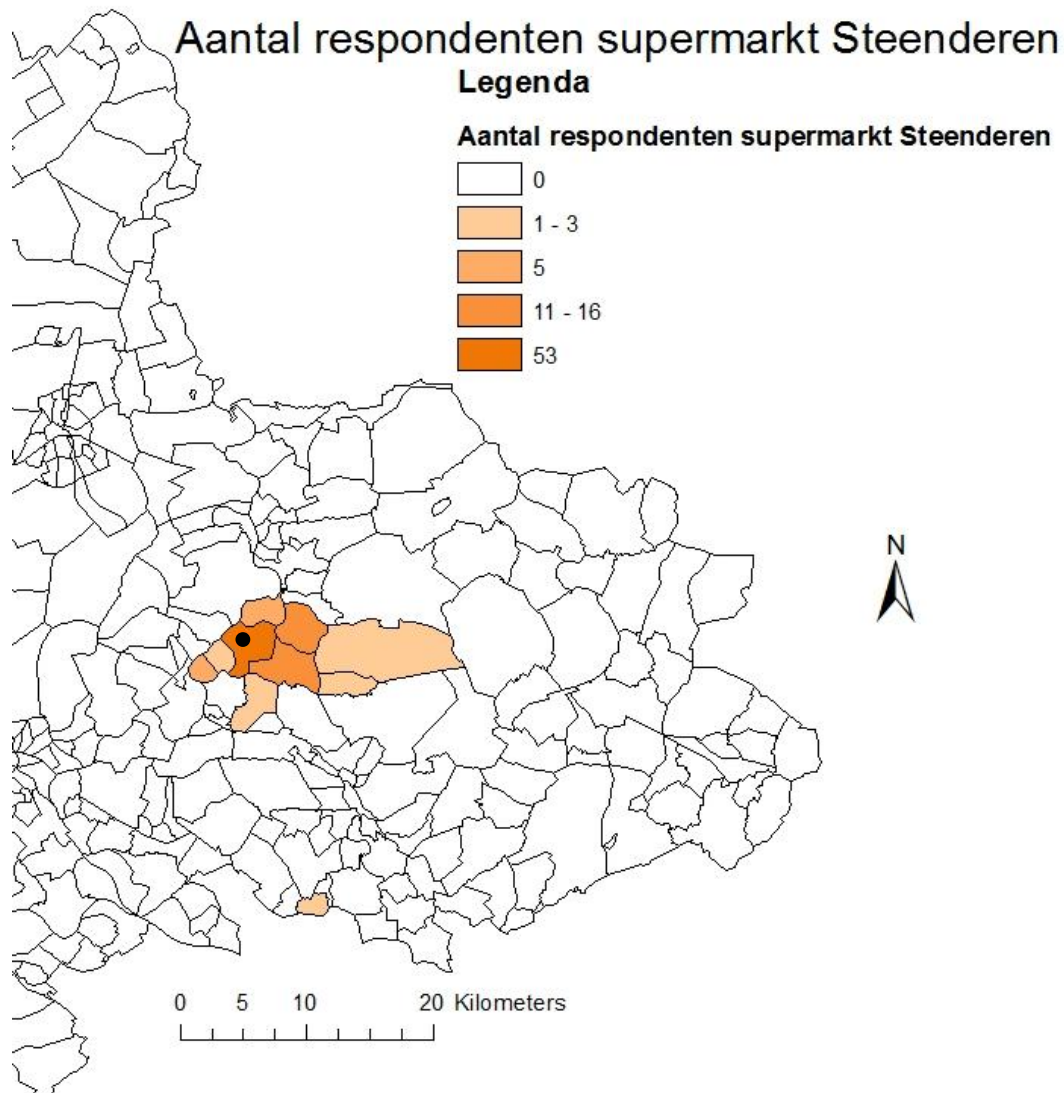 Aantal respondenten supermarkt Steenderen
Legenda
Aantal respondenten supermarkt Steenderen
0
1 - 3
5
11 - 16
53
N
0 5 10 20 Kilometers